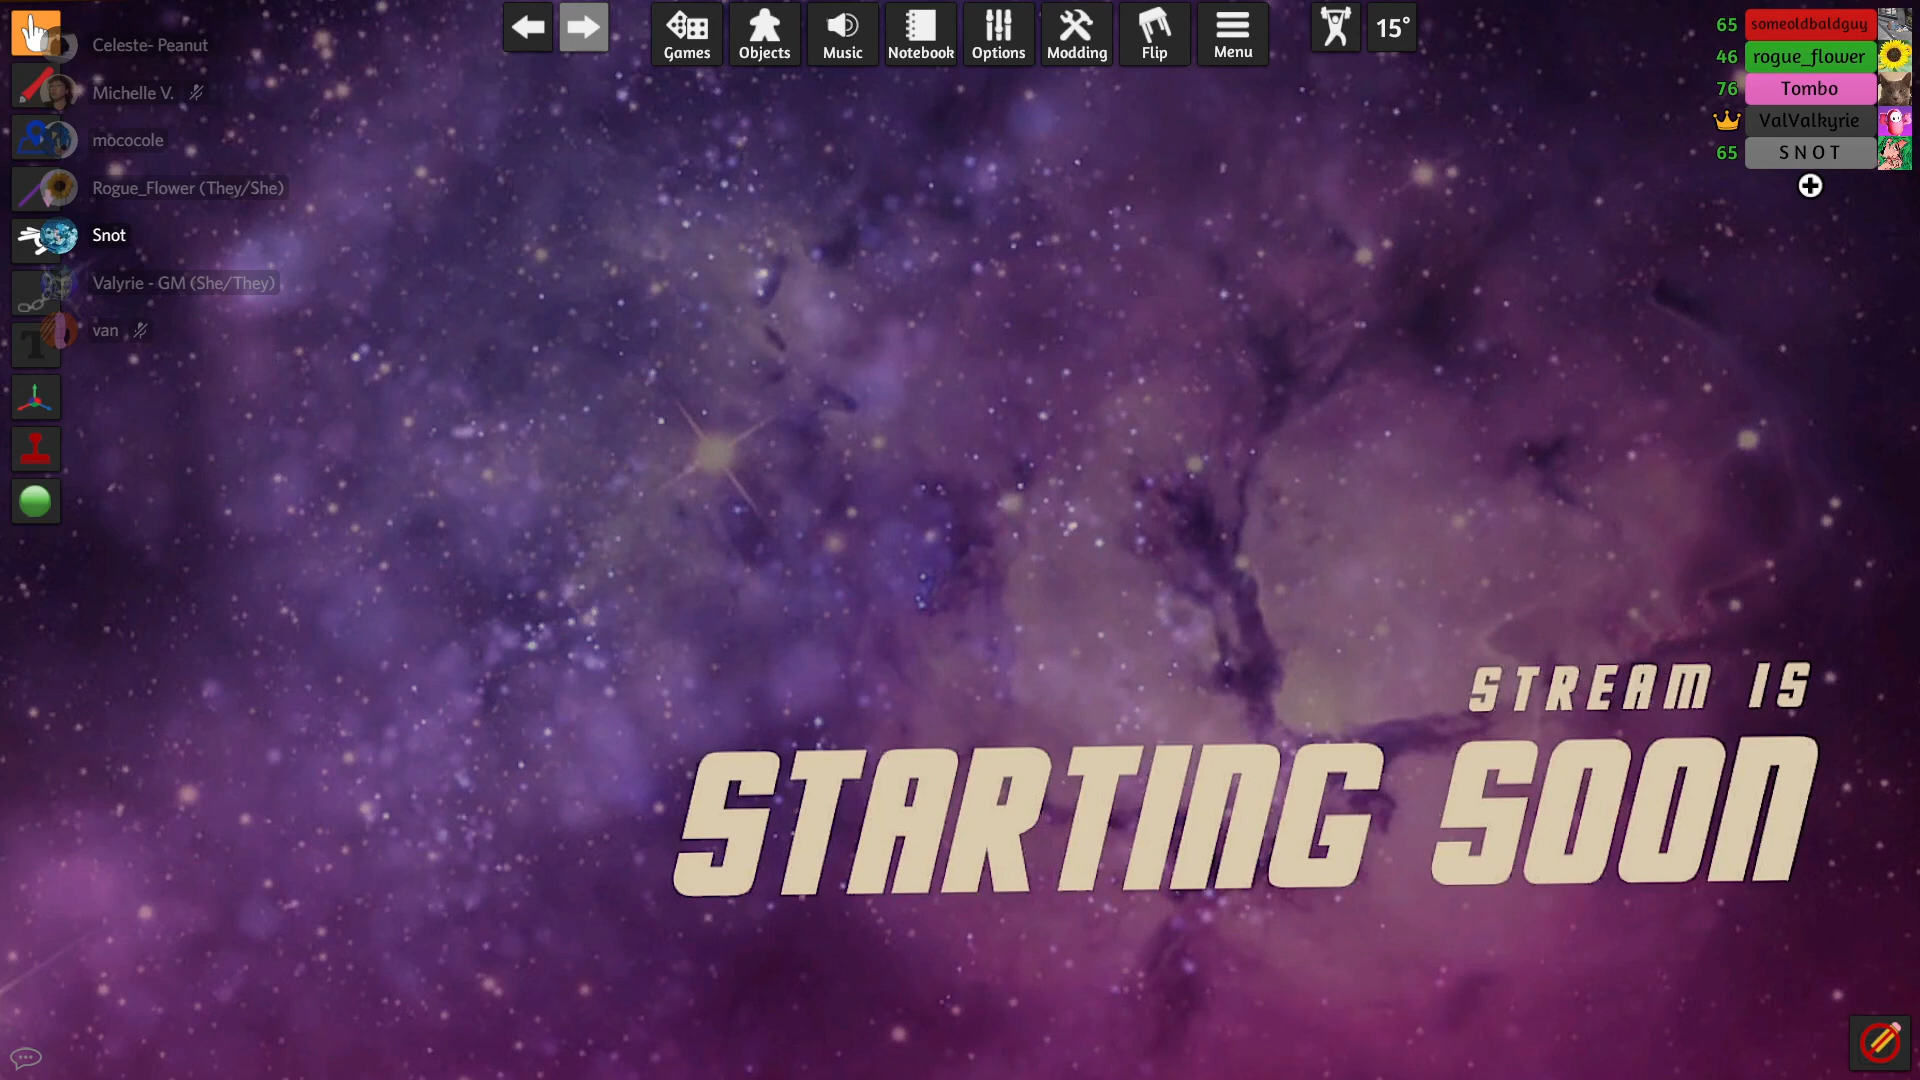 Games
Objects
Music
Notebook
Options
Modding
Flip
Menu
15°
65 someoldbaldguy
46 rogue_flower
76 Tombo
ValValkyrie
65 S N O T
Celeste- Peanut
Michelle V.
mococole
Rogue_Flower (They/She)
Snot
Valyrie - GM (She/They)
van
T
STREAM IS
STARTING SOON